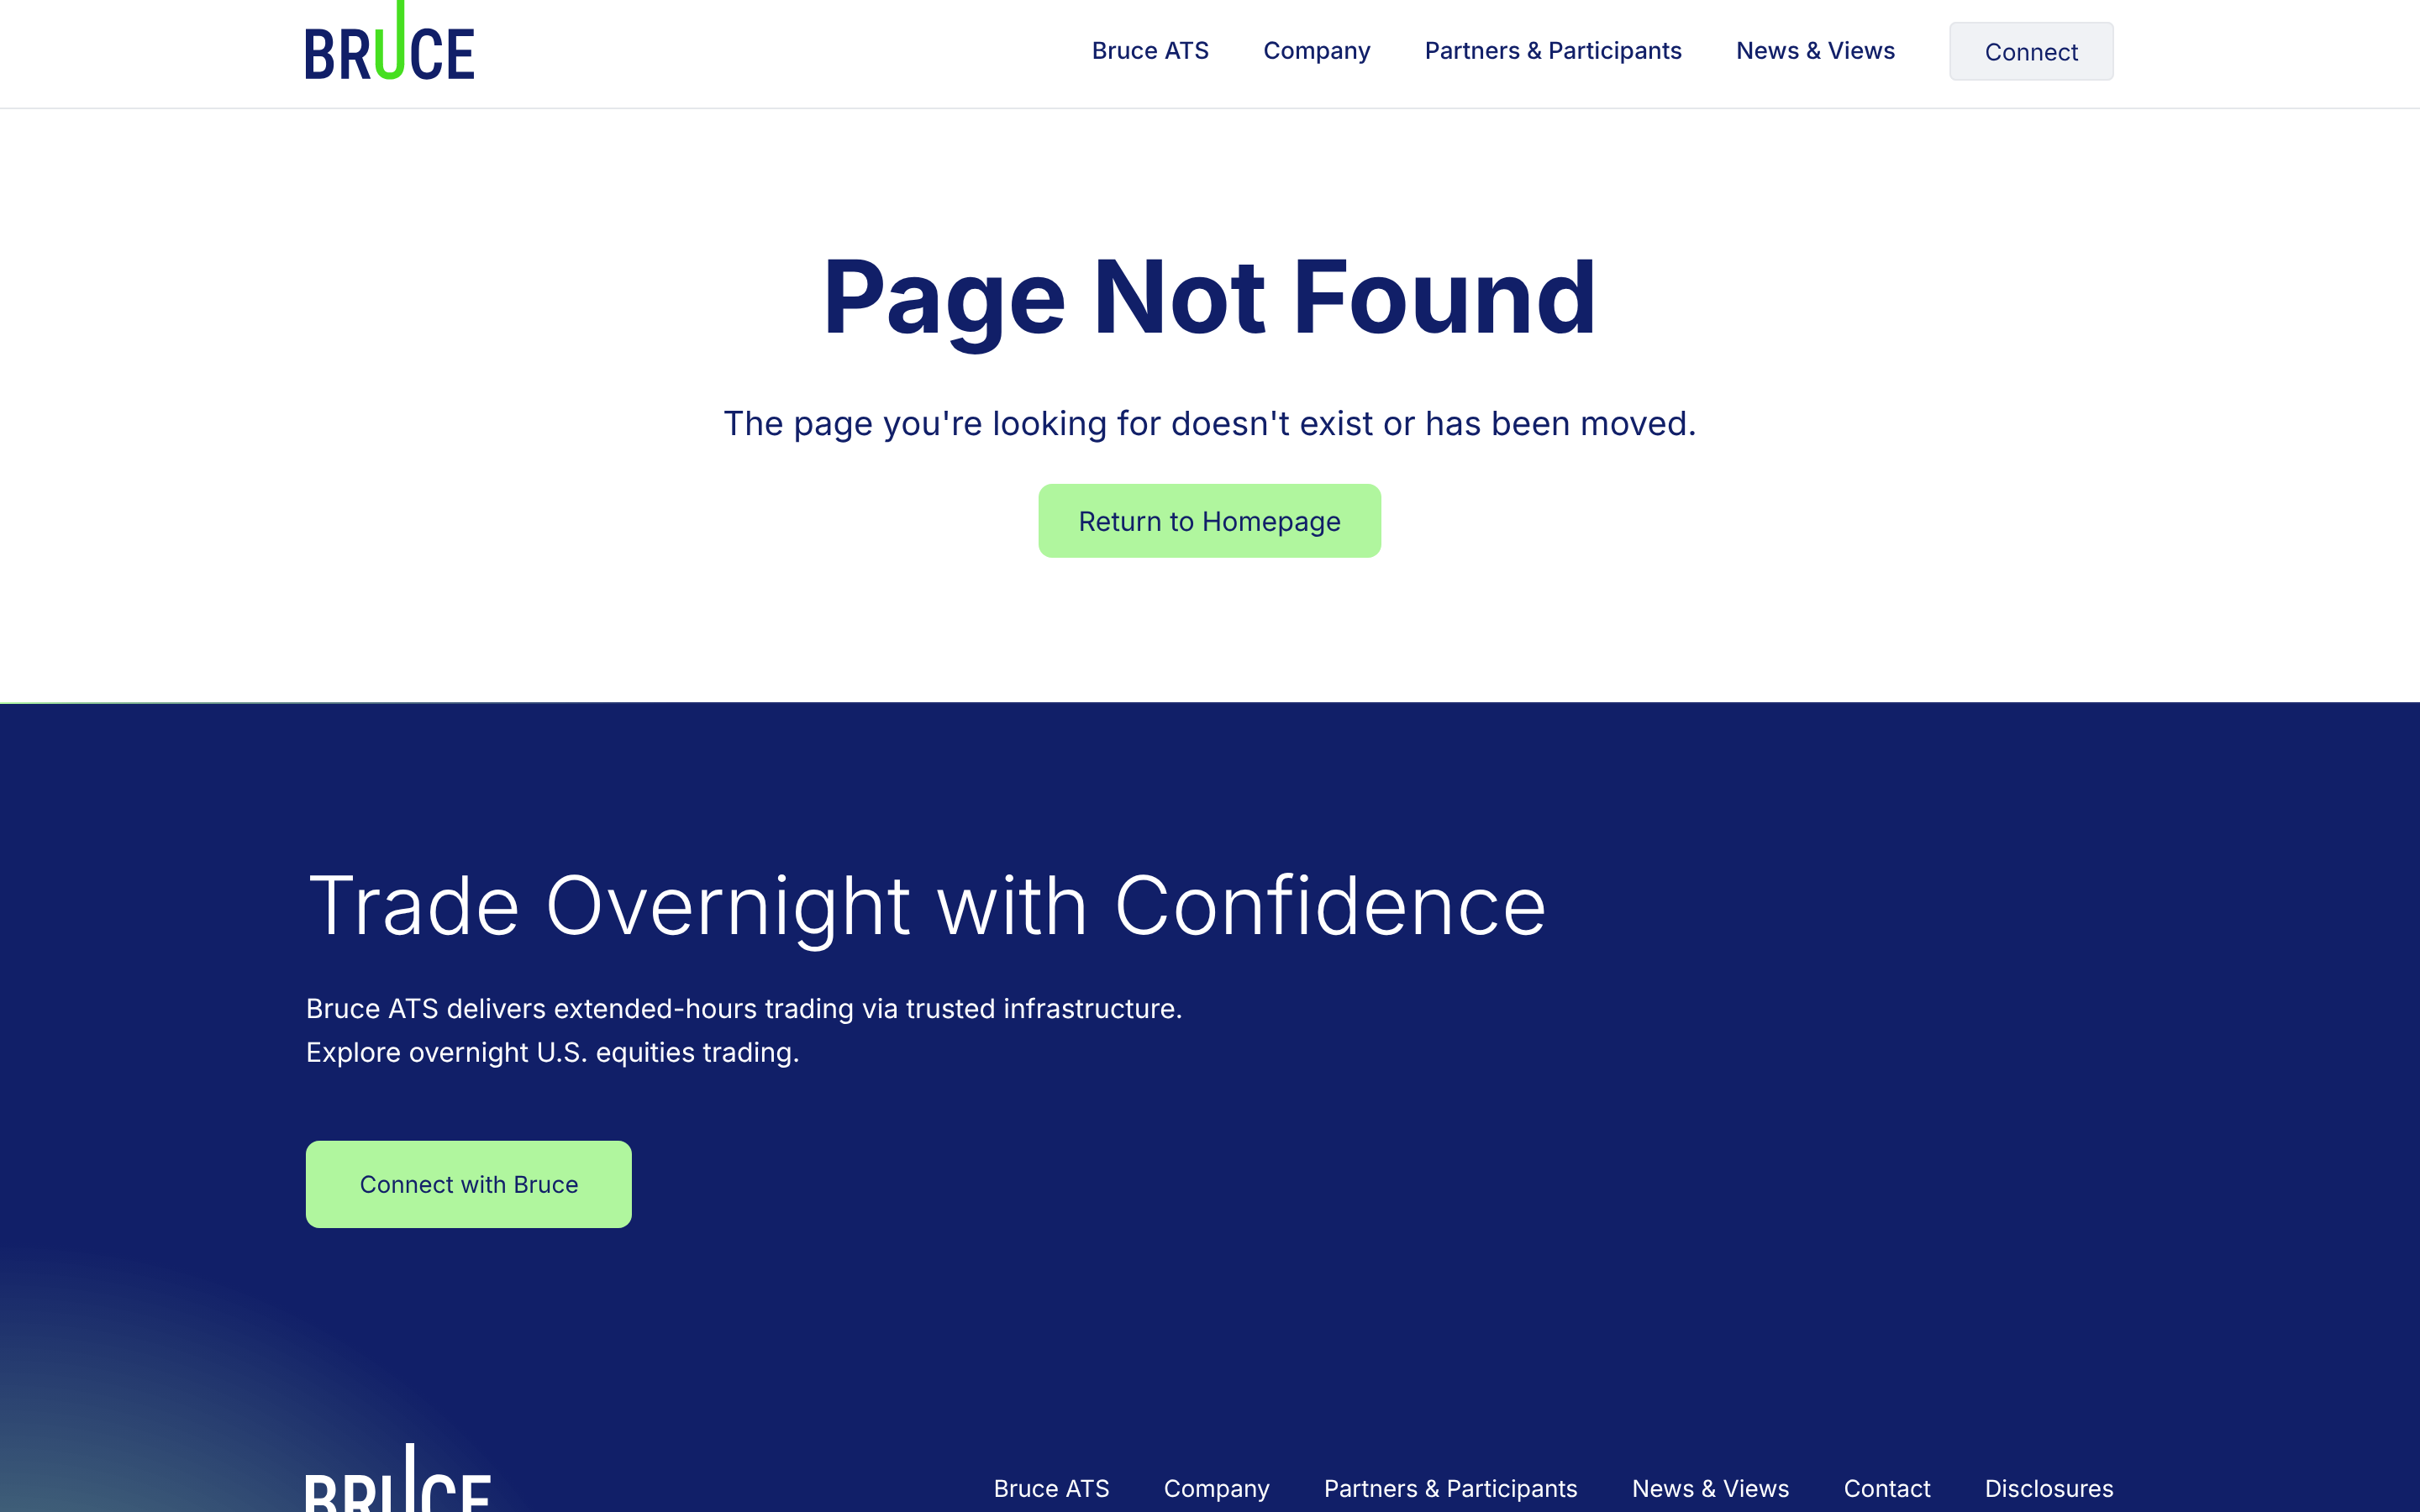 BRUCE
Bruce ATS Company Partners & Participants News & Views Connect
Page Not Found
The page you're looking for doesn't exist or has been moved.
Return to Homepage
Trade Overnight with Confidence
Bruce ATS delivers extended-hours trading via trusted infrastructure.
Explore overnight U.S. equities trading.
Connect with Bruce
BRUCE
Bruce ATS Company Partners & Participants News & Views Contact Disclosures